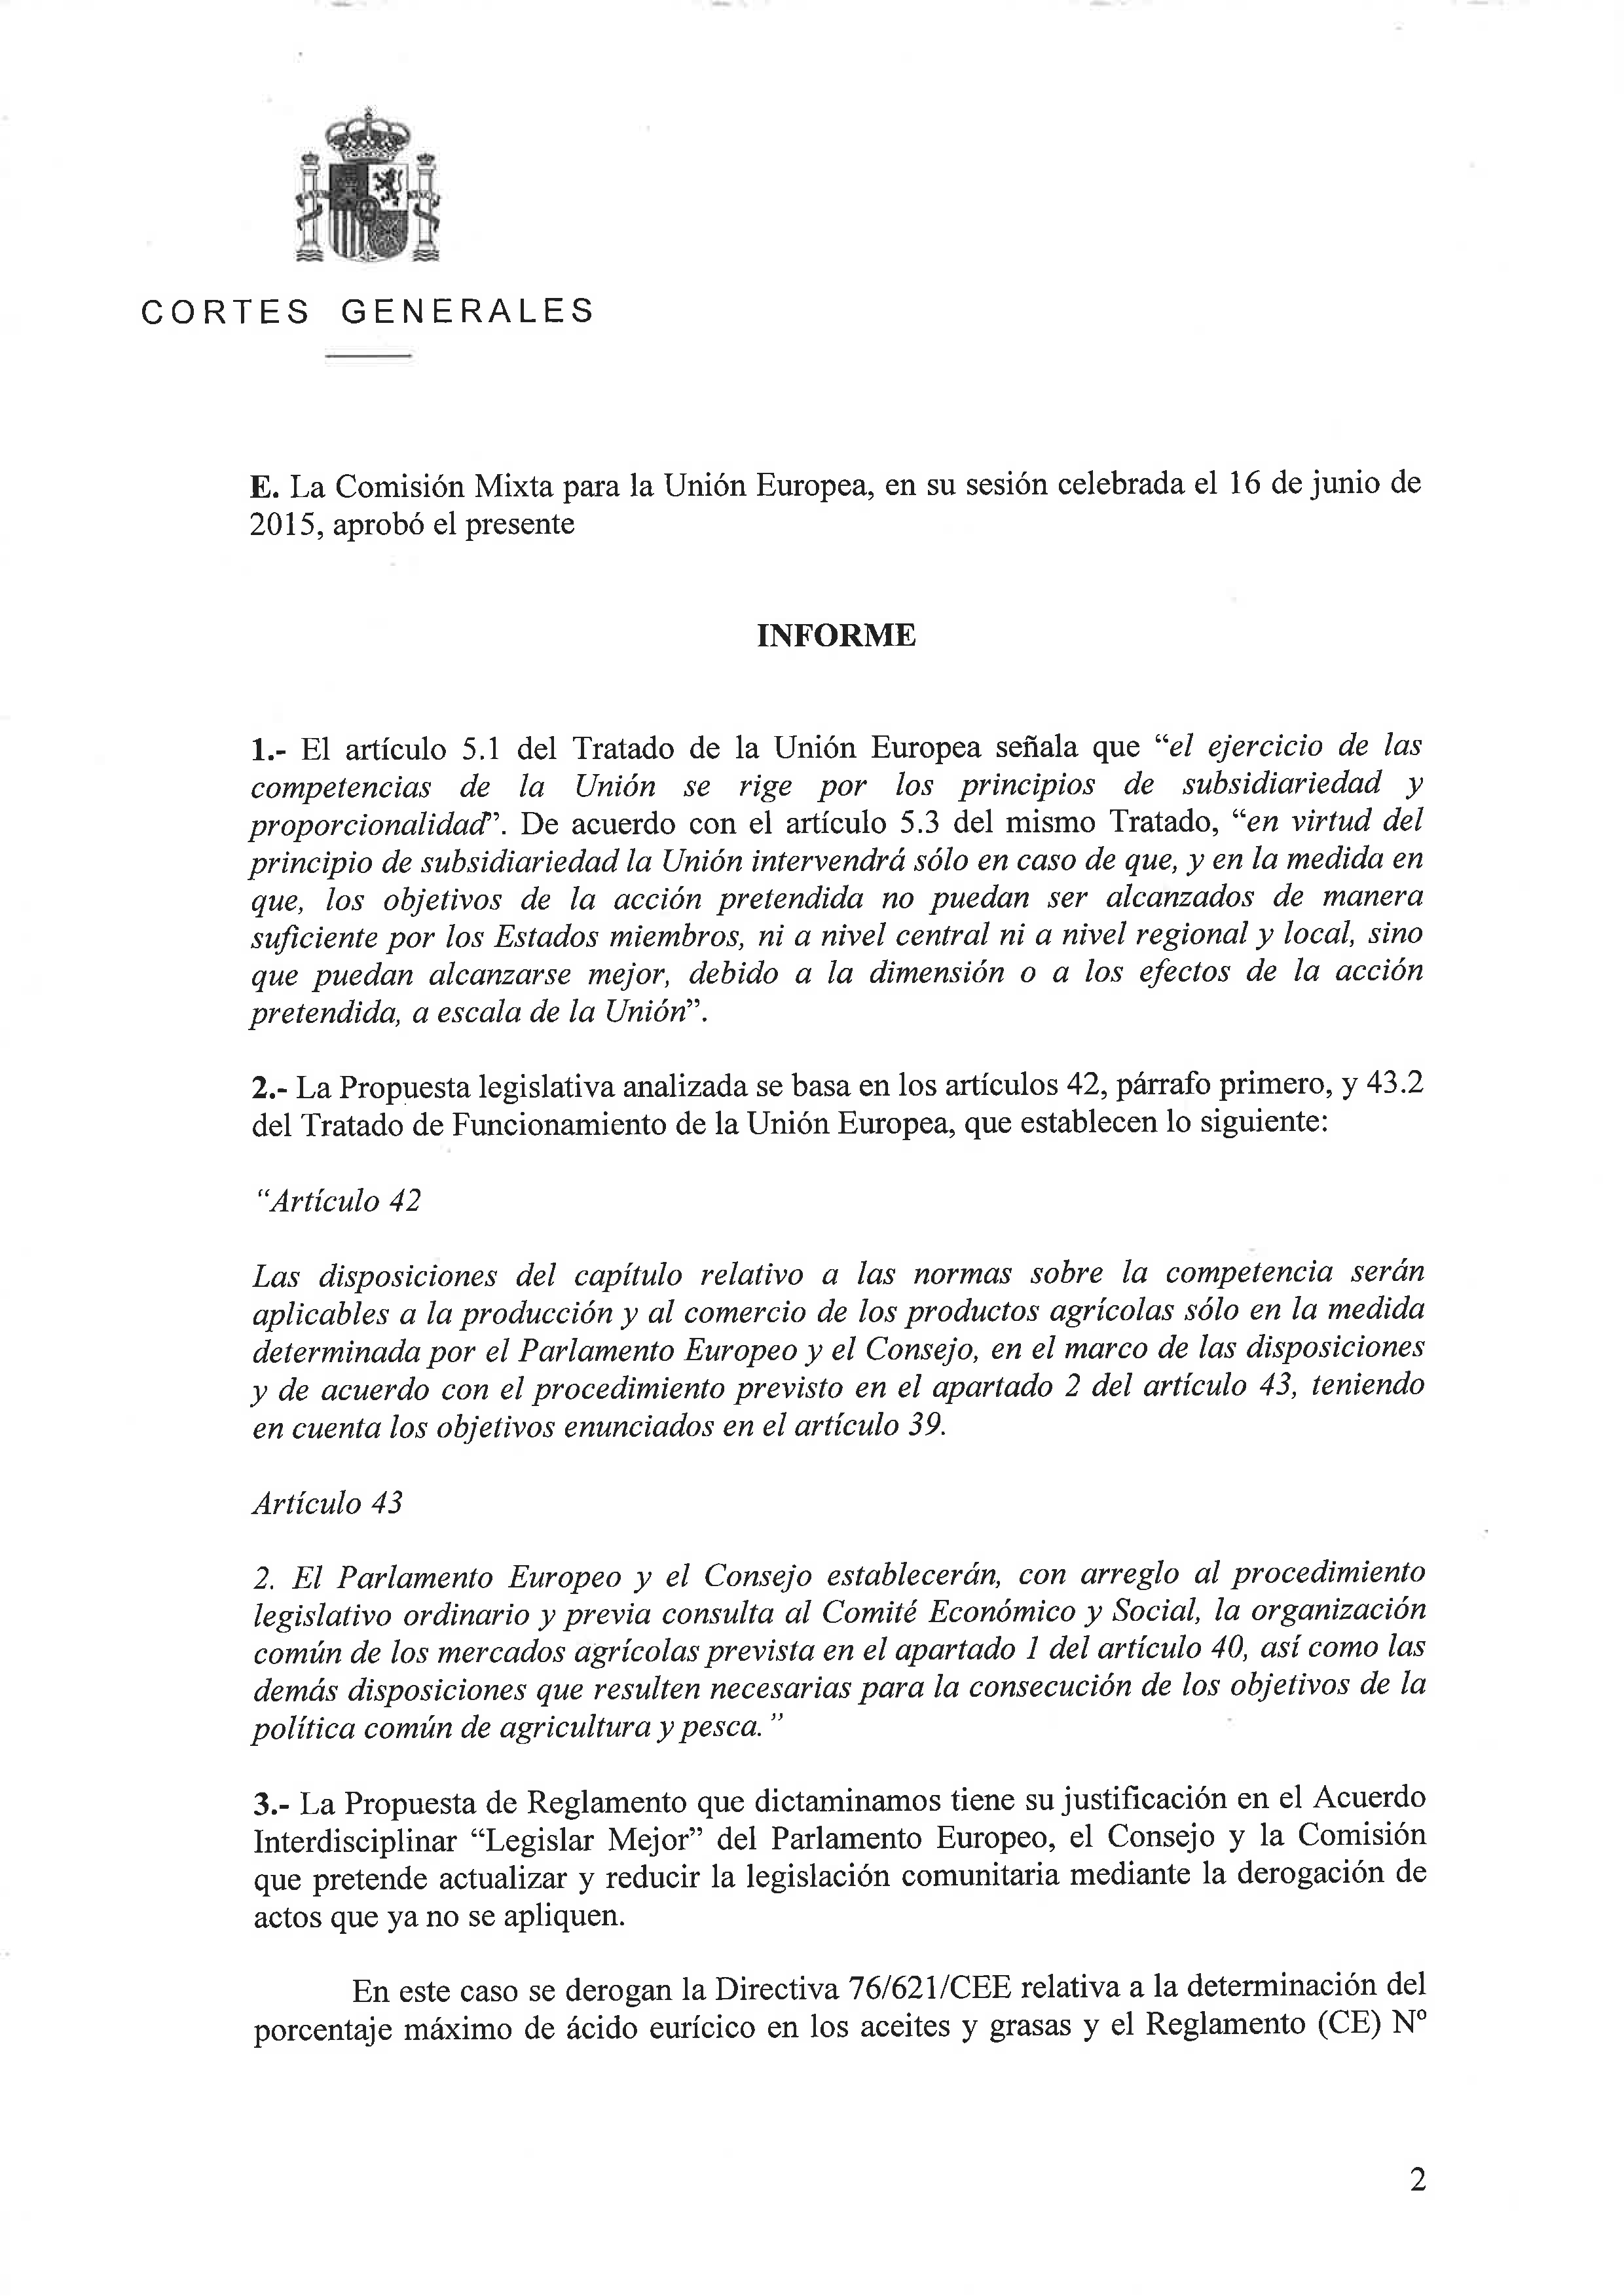 CORTES GENERALES
E. La Comisión Mixta para la Unión Europea, en su sesión celebrada el 16 de junio de
2015, aprobó el presente
INFORME
1.- El artículo 5.1 del Tratado de la Unión Europea señala que “el ejercicio de las
competencias de la Unión se rige por los principios de subsidiariedad y
proporcionalidad”. De acuerdo con el artículo 5.3 del mismo Tratado, “en virtud del
principio de subsidiariedad la Unión intervendrá sólo en caso de que, y en la medida en
que, los objetivos de la acción pretendida no puedan ser alcanzados de manera
suficiente por los Estados miembros, ni a nivel central ni a nivel regional y local, sino
que puedan alcanzarse mejor, debido a la dimensión o a los efectos de la acción
pretendida, a escala de la Unión”.
2.- La Propuesta legislativa analizada se basa en los artículos 42, párrafo primero, y 43.2
del Tratado de Funcionamiento de la Unión Europea, que establecen lo siguiente:
“Artículo 42
Las disposiciones del capítulo relativo a las normas sobre la competencia serán
aplicables a la producción y al comercio de los productos agrícolas sólo en la medida
determinada por el Parlamento Europeo y el Consejo, en el marco de las disposiciones
y de acuerdo con el procedimiento previsto en el apartado 2 del artículo 43, teniendo
en cuenta los objetivos enunciados en el artículo 39.
Artículo 43
2. El Parlamento Europeo y el Consejo establecerán, con arreglo al procedimiento
legislativo ordinario y previa consulta al Comité Económico y Social, la organización
común de los mercados agrícolas prevista en el apartado 1 del artículo 40, así como las
demás disposiciones que resulten necesarias para la consecución de los objetivos de la
política común de agricultura y pesca.”
3.- La Propuesta de Reglamento que dictaminamos tiene su justificación en el Acuerdo
Interdisciplinar “Legislar Mejor” del Parlamento Europeo, el Consejo y la Comisión
que pretende actualizar y reducir la legislación comunitaria mediante la derogación de
actos que ya no se apliquen.
En este caso se derogan la Directiva 76/621/CEE relativa a la determinación del
porcentaje máximo de ácido eurícico en los aceites y grasas y el Reglamento (CE) Nº
2